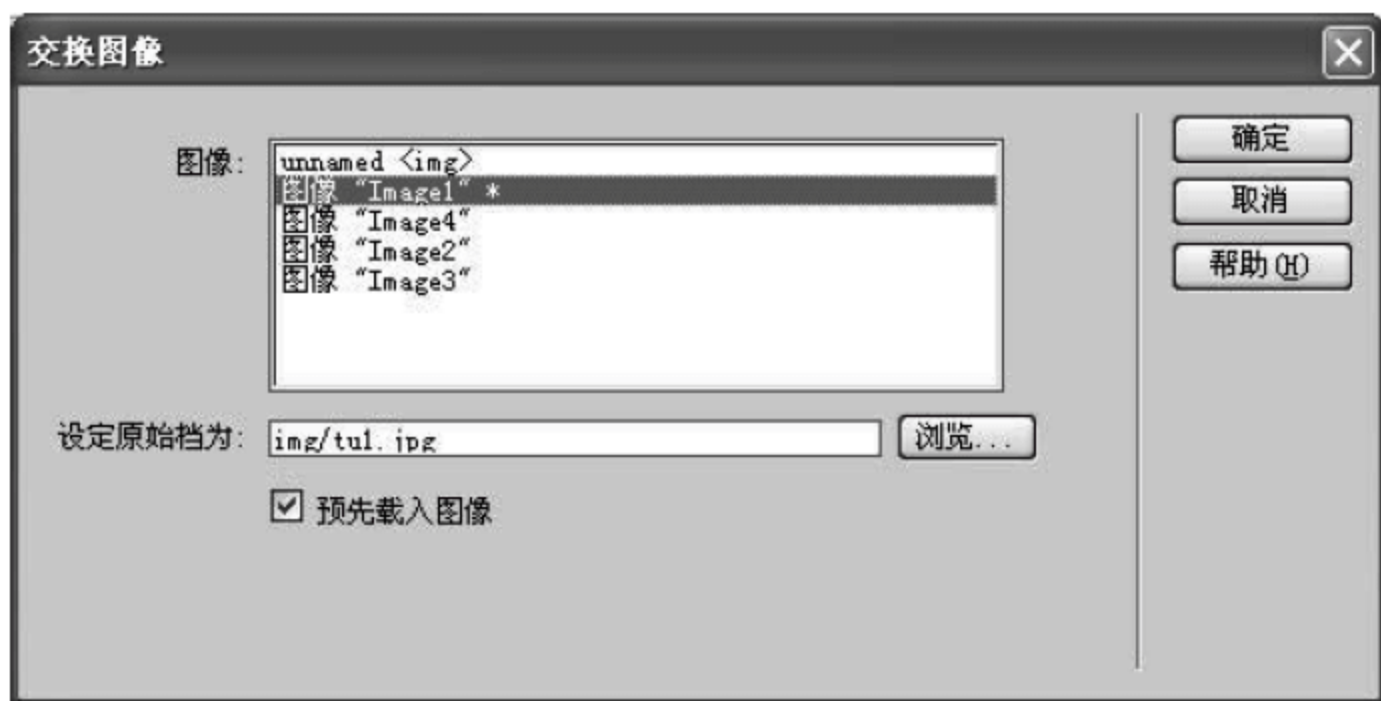 交换图像
图像:
unnamed <img>
图像 "Image1" *
图像 "Image4"
图像 "Image2"
图像 "Image3"
设定原始档为:
img/tu1.jpg
浏览...
预先载入图像
确定
取消
帮助(H)